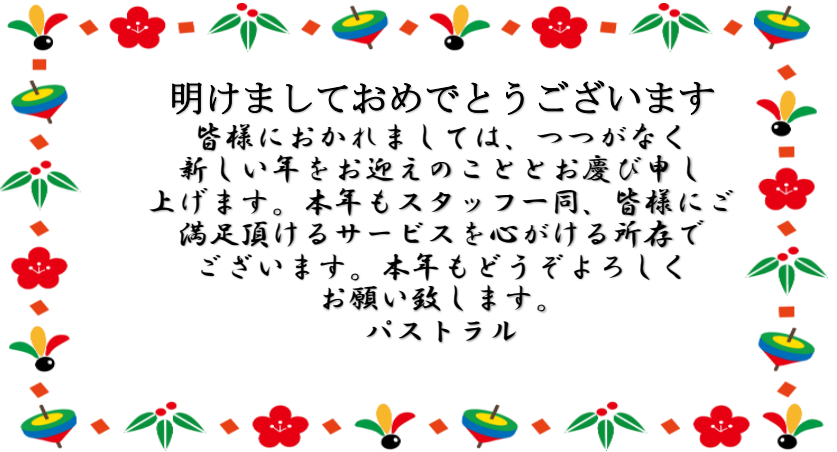 明けましておめでとうございます
皆様におかれましては、つつがなく
新しい年をお迎えのこととお慶び申し
上げます。本年もスタッフ一同、皆様にご
満足頂けるサービスを心がける所存で
ございます。本年もどうぞよろしく
お願い致します。
パストラル